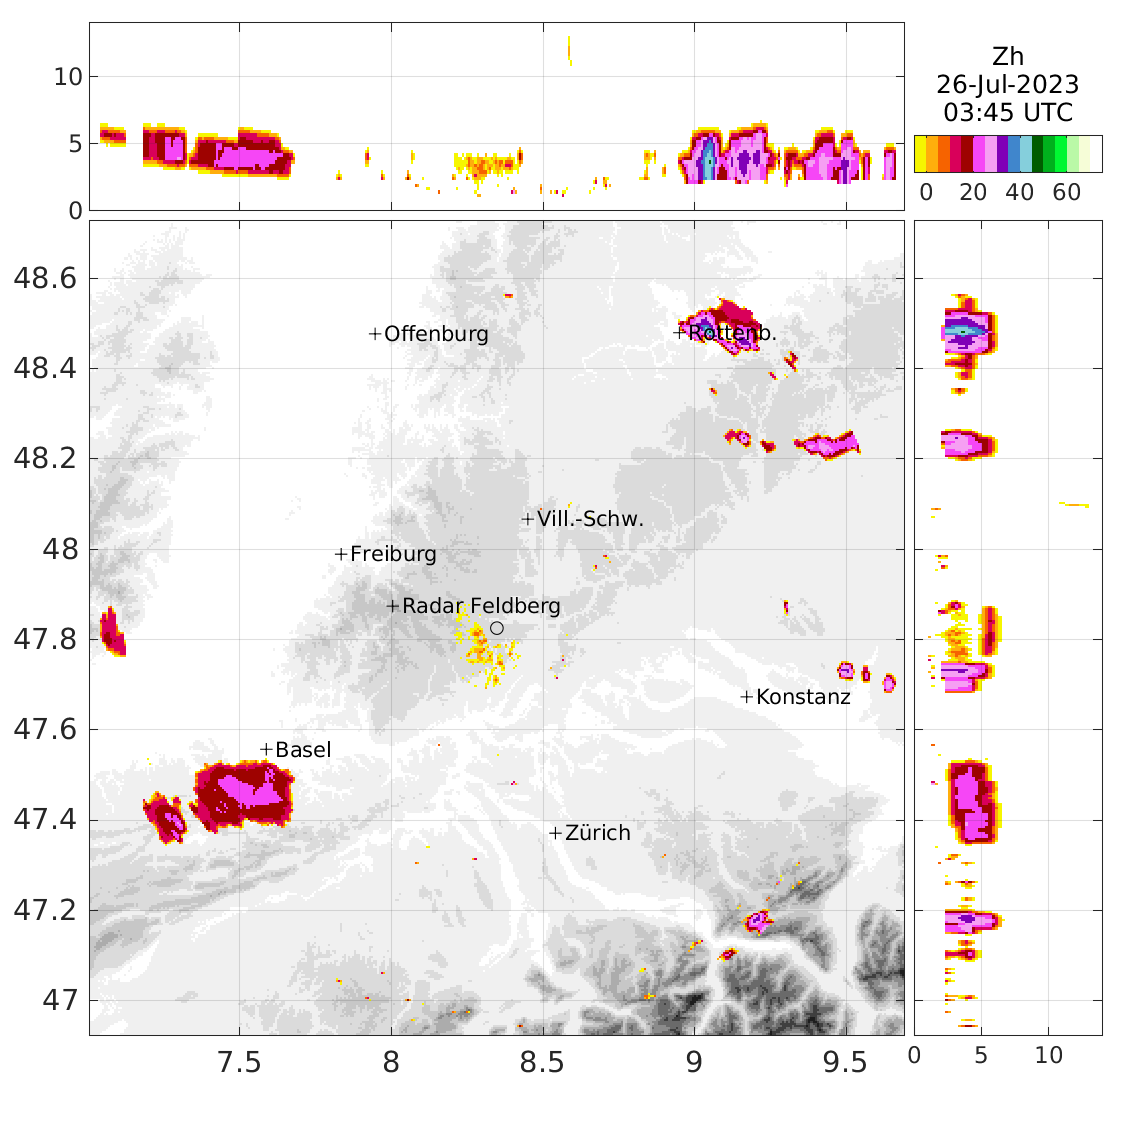 10
5
0
Zh
26-Jul-2023
03:45 UTC
0 20 40 60
48.6
48.4
48.2
48
47.8
47.6
47.4
47.2
47
Offenburg
Rottenb.
Vill.-Schw.
Freiburg
Radar Feldberg
Konstanz
Basel
Zürich
7.5 8 8.5 9 9.5
0 5 10